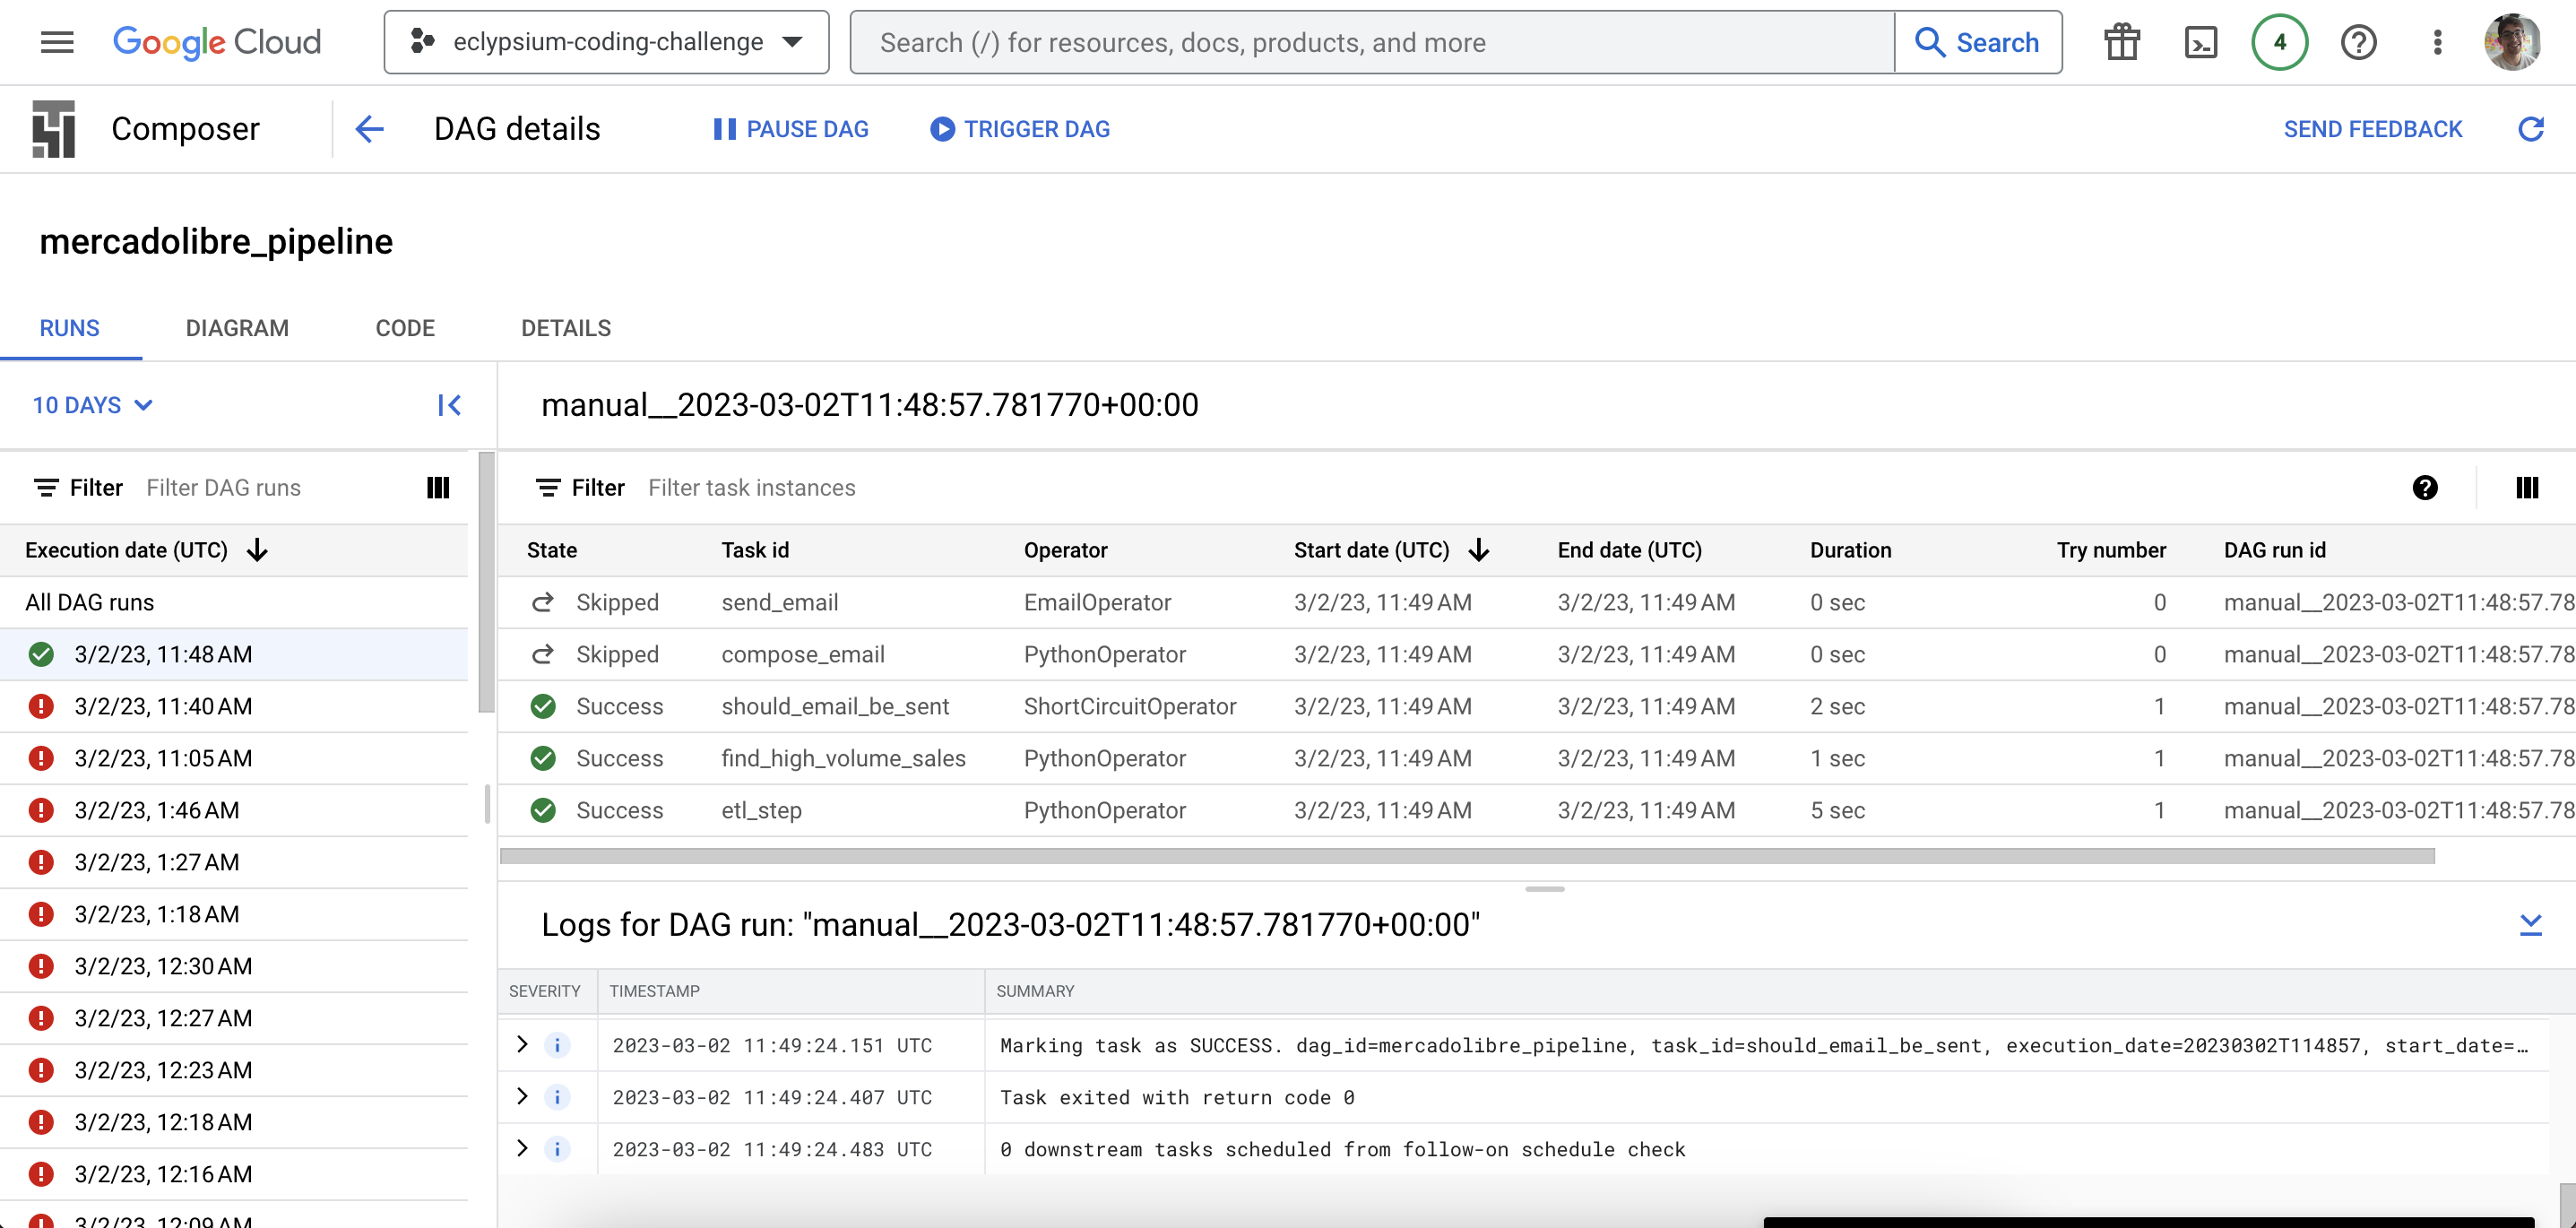 Google Cloud
eclypsium-coding-challenge
Search (/) for resources, docs, products, and more
Search
4
Composer
DAG details
PAUSE DAG
TRIGGER DAG
SEND FEEDBACK
mercadolibre_pipeline
RUNS DIAGRAM CODE DETAILS
10 DAYS
manual__2023-03-02T11:48:57.781770+00:00
Filter Filter DAG runs
Execution date (UTC)
All DAG runs
3/2/23, 11:48 AM
3/2/23, 11:40 AM
3/2/23, 11:05 AM
3/2/23, 1:46 AM
3/2/23, 1:27 AM
3/2/23, 1:18 AM
3/2/23, 12:30 AM
3/2/23, 12:27 AM
3/2/23, 12:23 AM
3/2/23, 12:18 AM
3/2/23, 12:16 AM
3/2/23, 12:09 AM
Filter Filter task instances
State Task id Operator Start date (UTC) End date (UTC) Duration Try number DAG run id
Skipped send_email EmailOperator 3/2/23, 11:49 AM 3/2/23, 11:49 AM 0 sec 0 manual__2023-03-02T11:48:57.78
Skipped compose_email PythonOperator 3/2/23, 11:49 AM 3/2/23, 11:49 AM 0 sec 0 manual__2023-03-02T11:48:57.78
Success should_email_be_sent ShortCircuitOperator 3/2/23, 11:49 AM 3/2/23, 11:49 AM 2 sec 1 manual__2023-03-02T11:48:57.78
Success find_high_volume_sales PythonOperator 3/2/23, 11:49 AM 3/2/23, 11:49 AM 1 sec 1 manual__2023-03-02T11:48:57.78
Success etl_step PythonOperator 3/2/23, 11:49 AM 3/2/23, 11:49 AM 5 sec 1 manual__2023-03-02T11:48:57.78
Logs for DAG run: "manual__2023-03-02T11:48:57.781770+00:00"
SEVERITY TIMESTAMP SUMMARY
2023-03-02 11:49:24.151 UTC Marking task as SUCCESS. dag_id=mercadolibre_pipeline, task_id=should_email_be_sent, execution_date=20230302T114857, start_date=…
2023-03-02 11:49:24.407 UTC Task exited with return code 0
2023-03-02 11:49:24.483 UTC 0 downstream tasks scheduled from follow-on schedule check